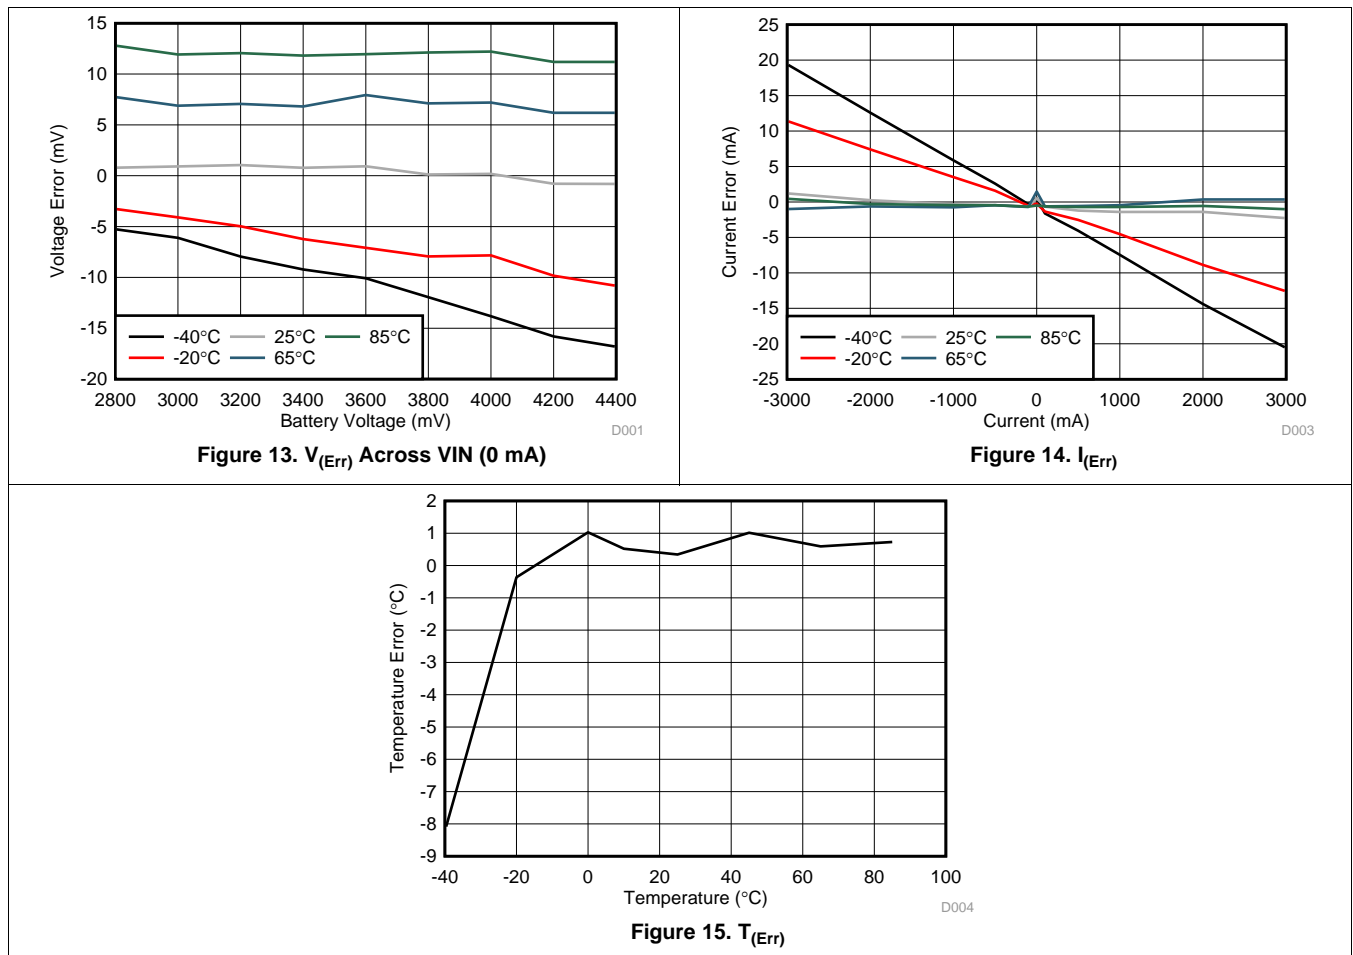 15
10
5
0
-5
-10
-15
-20
Voltage Error (mV)
-40°C 25°C 85°C
-20°C 65°C
2800 3000 3200 3400 3600 3800 4000 4200 4400
Battery Voltage (mV)
D001
Figure 13. V(Err) Across VIN (0 mA)
25
20
15
10
5
0
-5
-10
-15
-20
-25
Current Error (mA)
-40°C 25°C 85°C
-20°C 65°C
-3000 -2000 -1000 0 1000 2000 3000
Current (mA)
D003
Figure 14. I(Err)
2
1
0
-1
-2
-3
-4
-5
-6
-7
-8
-9
Temperature Error (°C)
-40 -20 0 20 40 60 80 100
Temperature (°C)
D004
Figure 15. T(Err)